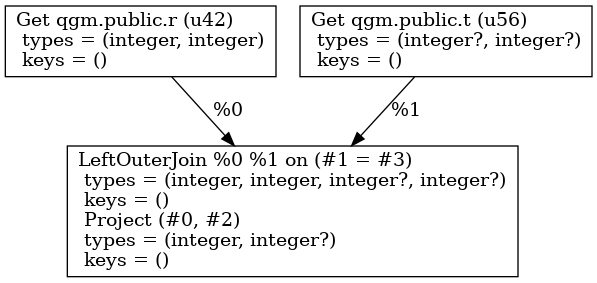 Get qgm.public.r (u42)
types = (integer, integer)
keys = ()
Get qgm.public.t (u56)
types = (integer?, integer?)
keys = ()
%0
%1
LeftOuterJoin %0 %1 on (#1 = #3)
types = (integer, integer, integer?, integer?)
keys = ()
Project (#0, #2)
types = (integer, integer?)
keys = ()